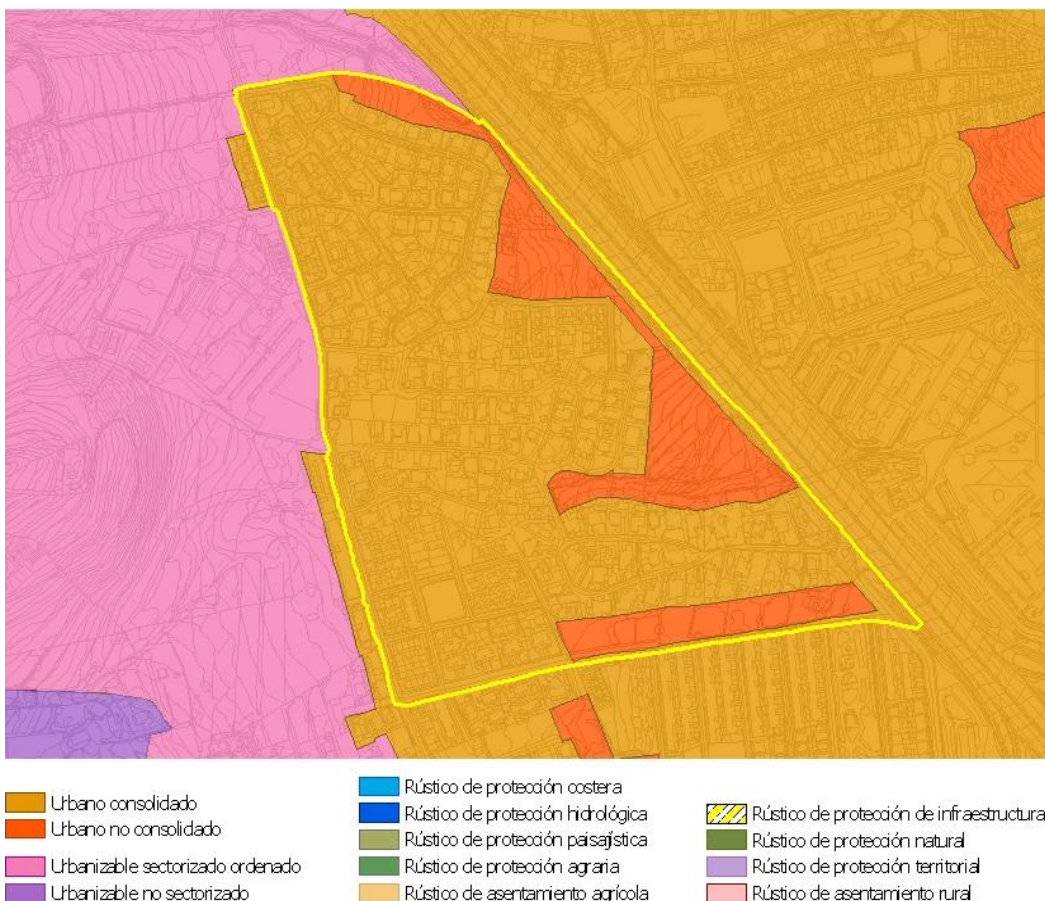 Urbano consolidado
Urbano no consolidado
Urbanizable sectorizado ordenado
Urbanizable no sectorizado
Rústico de protección costera
Rústico de protección hidrológica
Rústico de protección paisajística
Rústico de protección agraria
Rústico de asentamiento agrícola
Rústico de protección de infraestructura
Rústico de protección natural
Rústico de protección territorial
Rústico de asentamiento rural